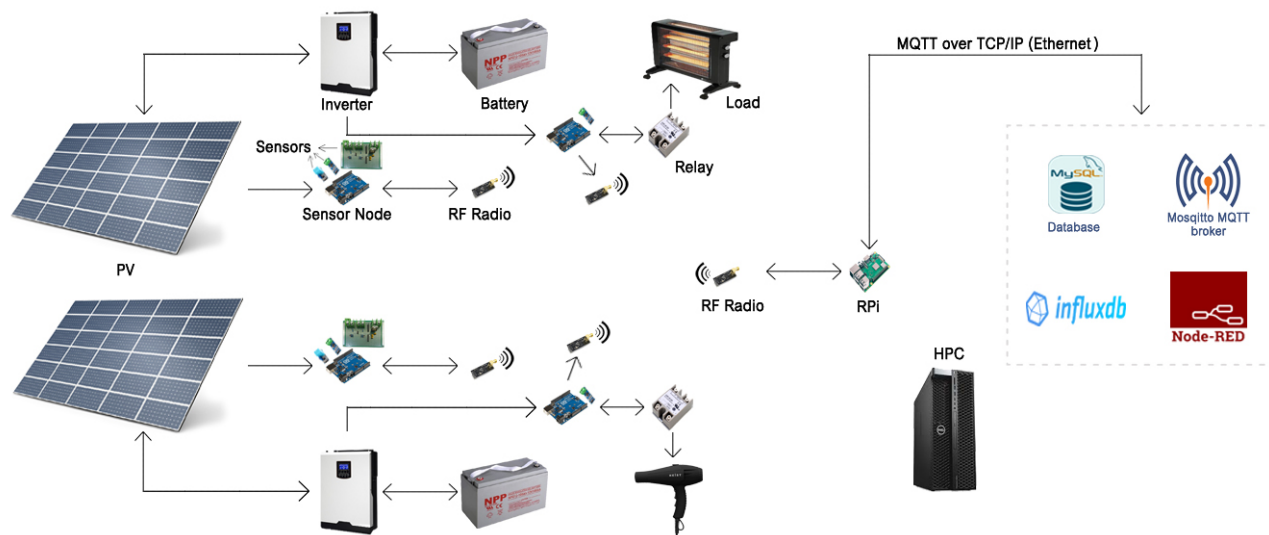 MQTT over TCP/IP (Ethernet)
NPP
Inverter
Battery
Load
Sensors
Relay
Sensor Node
RF Radio
MySQL
Database
Mosqitto MQTT
broker
PV
RF Radio
RPi
influxdb
Node-RED
HPC
NPP